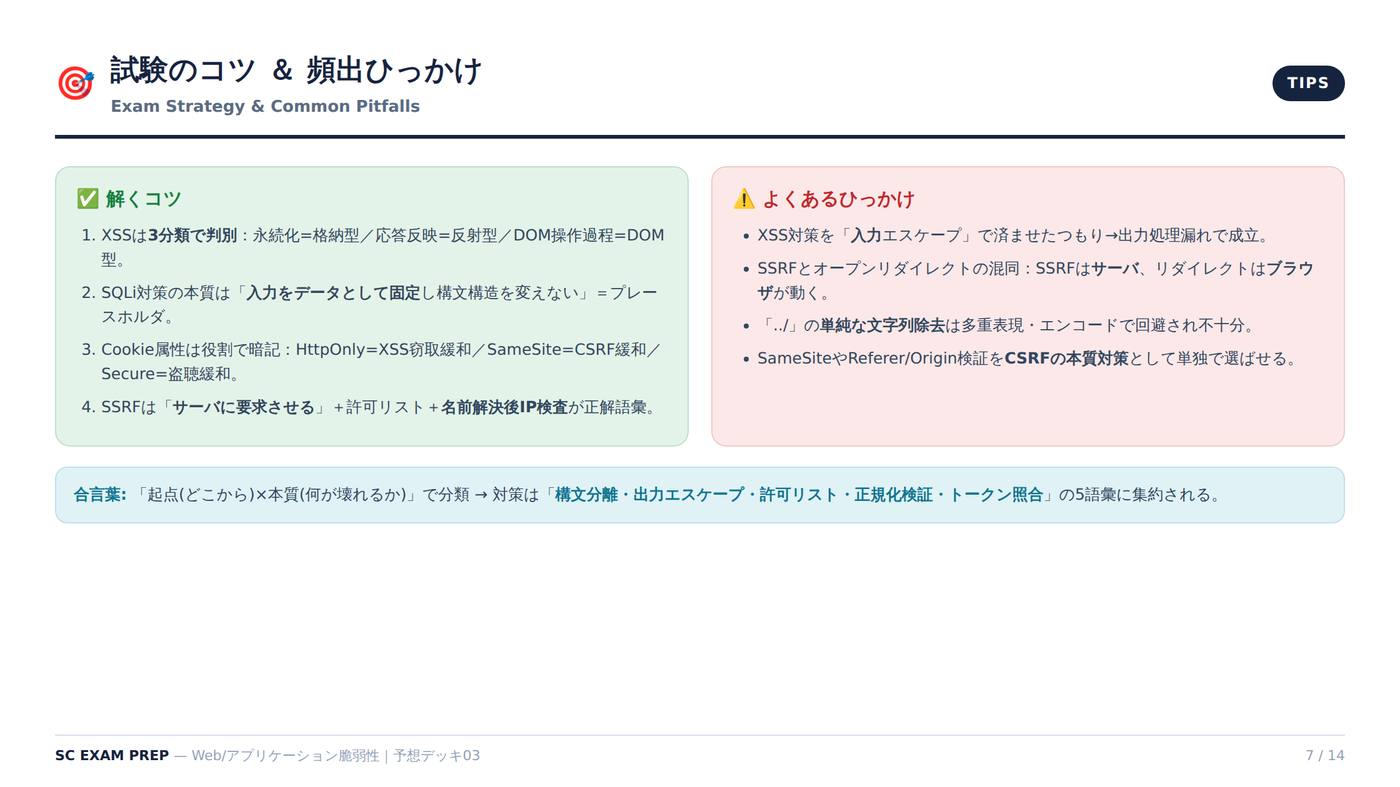 🎯 試験のコツ ＆ 頻出ひっかけ
Exam Strategy & Common Pitfalls
TIPS
✅ 解くコツ
1. XSSは3分類で判別：永続化=格納型／応答反映=反射型／DOM操作過程=DOM
型。
2. SQLi対策の本質は「入力をデータとして固定し構文構造を変えない」＝プレー
スホルダ。
3. Cookie属性は役割で暗記：HttpOnly=XSS窃取緩和／SameSite=CSRF緩和／
Secure=盗聴緩和。
4. SSRFは「サーバに要求させる」＋許可リスト＋名前解決後IP検査が正解語彙。
⚠️ よくあるひっかけ
• XSS対策を「入力エスケープ」で済ませたつもり→出力処理漏れで成立。
• SSRFとオープンリダイレクトの混同：SSRFはサーバ、リダイレクトはブラウ
ザが動く。
• 「../」の単純な文字列除去は多重表現・エンコードで回避され不十分。
• SameSiteやReferer/Origin検証をCSRFの本質対策として単独で選ばせる。
合言葉: 「起点(どこから)×本質(何が壊れるか)」で分類 → 対策は「構文分離・出力エスケープ・許可リスト・正規化検証・トークン照合」の5語彙に集約される。
SC EXAM PREP — Web/アプリケーション脆弱性｜予想デッキ03
7 / 14